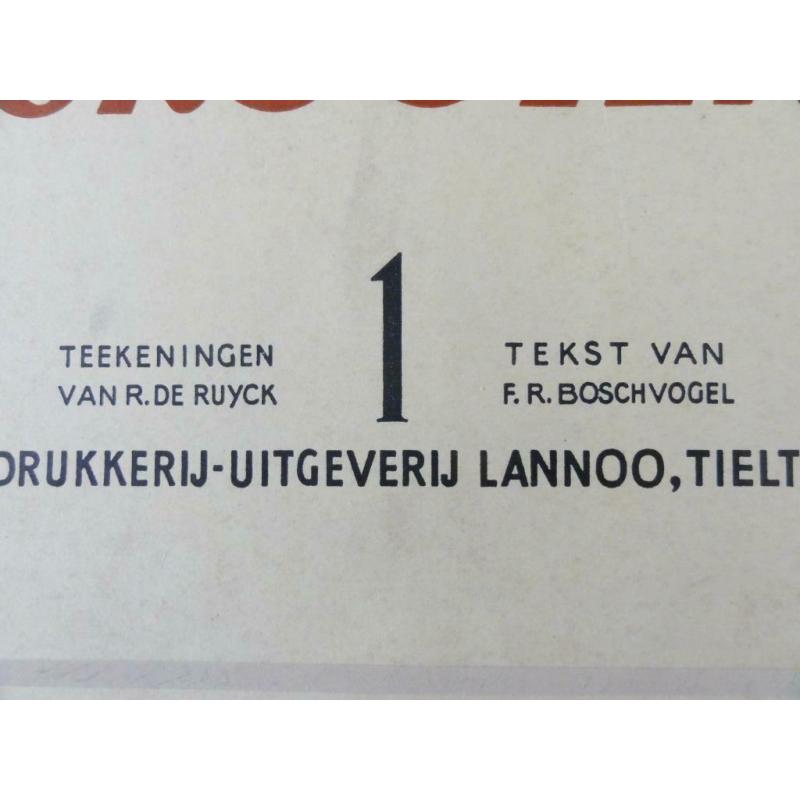 1
TEEKENINGEN
VAN R. DE RUYCK
TEKST VAN
F. R. BOSCHVOGEL
DRUKKERIJ-UITGEVERIJ LANNOO, TIELT